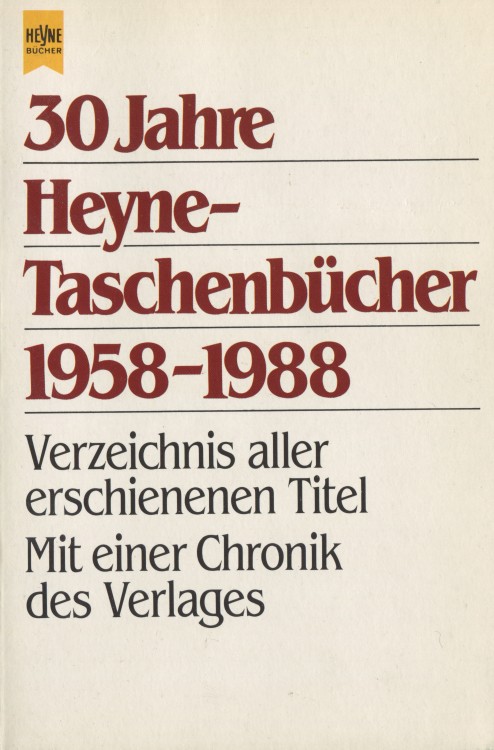 HEYNE
BÜCHER
30 Jahre
Heyne-
Taschenbücher
1958–1988
Verzeichnis aller
erschienenen Titel
Mit einer Chronik
des Verlages